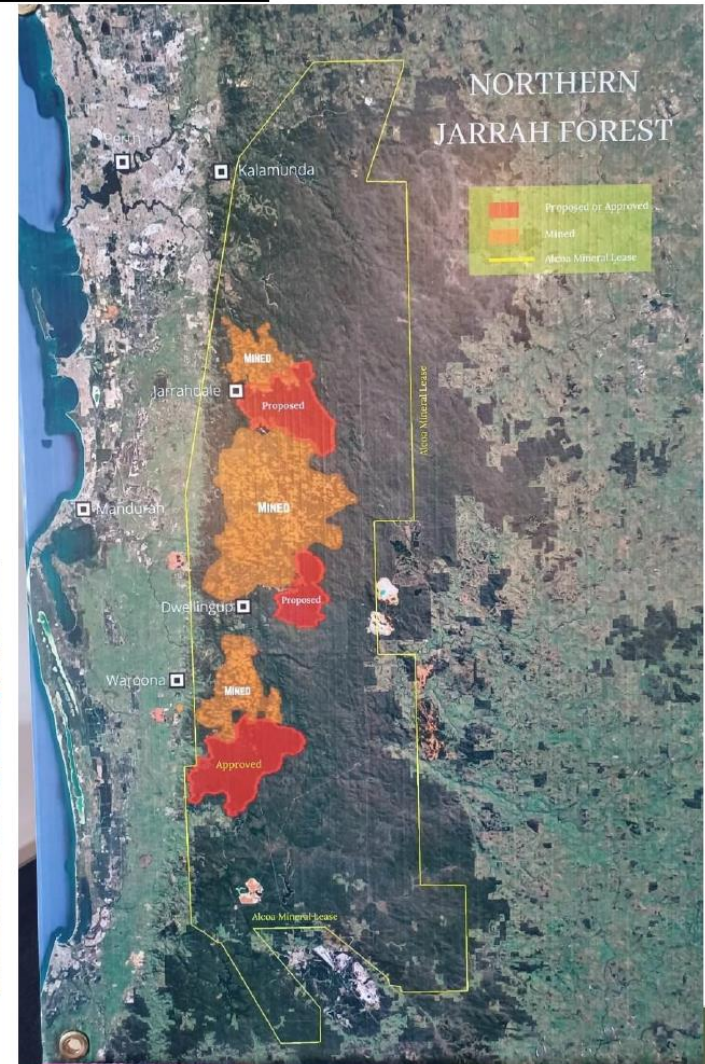 NORTHERN
JARRAH FOREST
Perth
Kalamunda
Proposed or Approved
Mined
Alcoa Mineral Lease
MINED
Jarrahdale
Proposed
Alcoa Mineral Lease
MINED
Mandurah
Proposed
Dwellingup
Waroona
MINED
Approved
Alcoa Mineral Lease